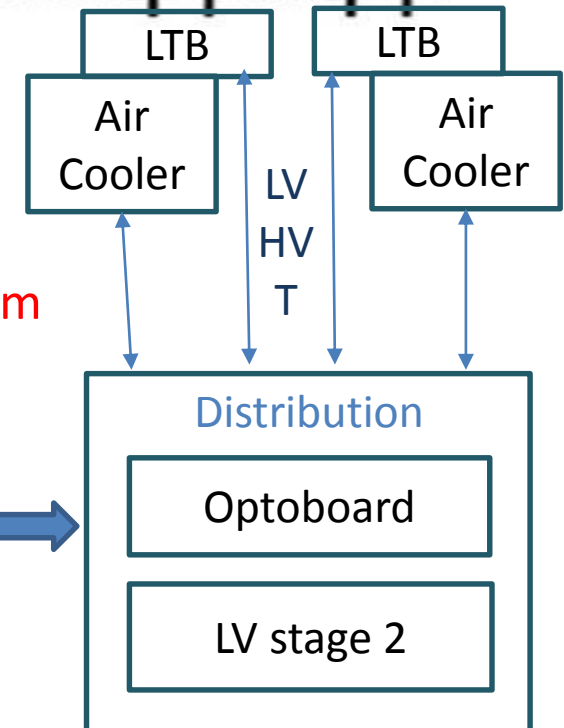 LTB
LTB
Air
Cooler
Air
Cooler
LV
HV
T
m
Distribution
Optoboard
LV stage 2